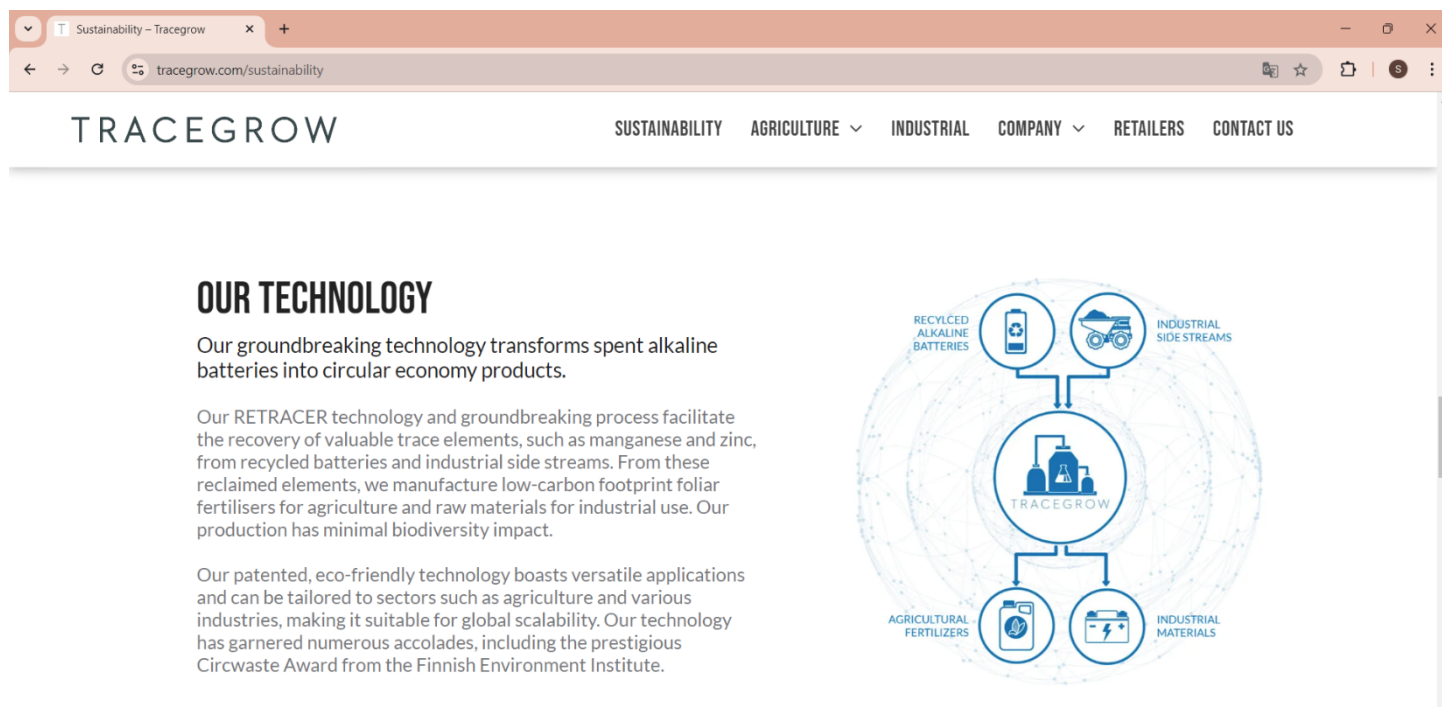 Sustainability – Tracegrow
tracegrow.com/sustainability
S
TRACEGROW
SUSTAINABILITY
AGRICULTURE
INDUSTRIAL
COMPANY
RETAILERS
CONTACT US
OUR TECHNOLOGY
Our groundbreaking technology transforms spent alkaline
batteries into circular economy products.
Our RETRACER technology and groundbreaking process facilitate
the recovery of valuable trace elements, such as manganese and zinc,
from recycled batteries and industrial side streams. From these
reclaimed elements, we manufacture low-carbon footprint foliar
fertilisers for agriculture and raw materials for industrial use. Our
production has minimal biodiversity impact.
Our patented, eco-friendly technology boasts versatile applications
and can be tailored to sectors such as agriculture and various
industries, making it suitable for global scalability. Our technology
has garnered numerous accolades, including the prestigious
Circwaste Award from the Finnish Environment Institute.
RECYLCED
ALKALINE
BATTERIES
INDUSTRIAL
SIDE STREAMS
TRACEGROW
AGRICULTURAL
FERTILIZERS
INDUSTRIAL
MATERIALS